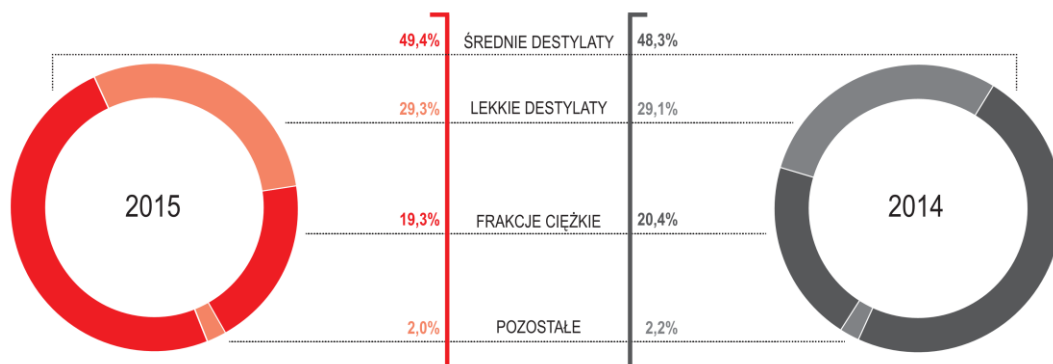 49,4% ŚREDNIE DESTYLATY 48,3%
29,3% LEKKIE DESTYLATY 29,1%
2015 19,3% FRAKCJE CIĘŻKIE 20,4% 2014
2,0% POZOSTAŁE 2,2%